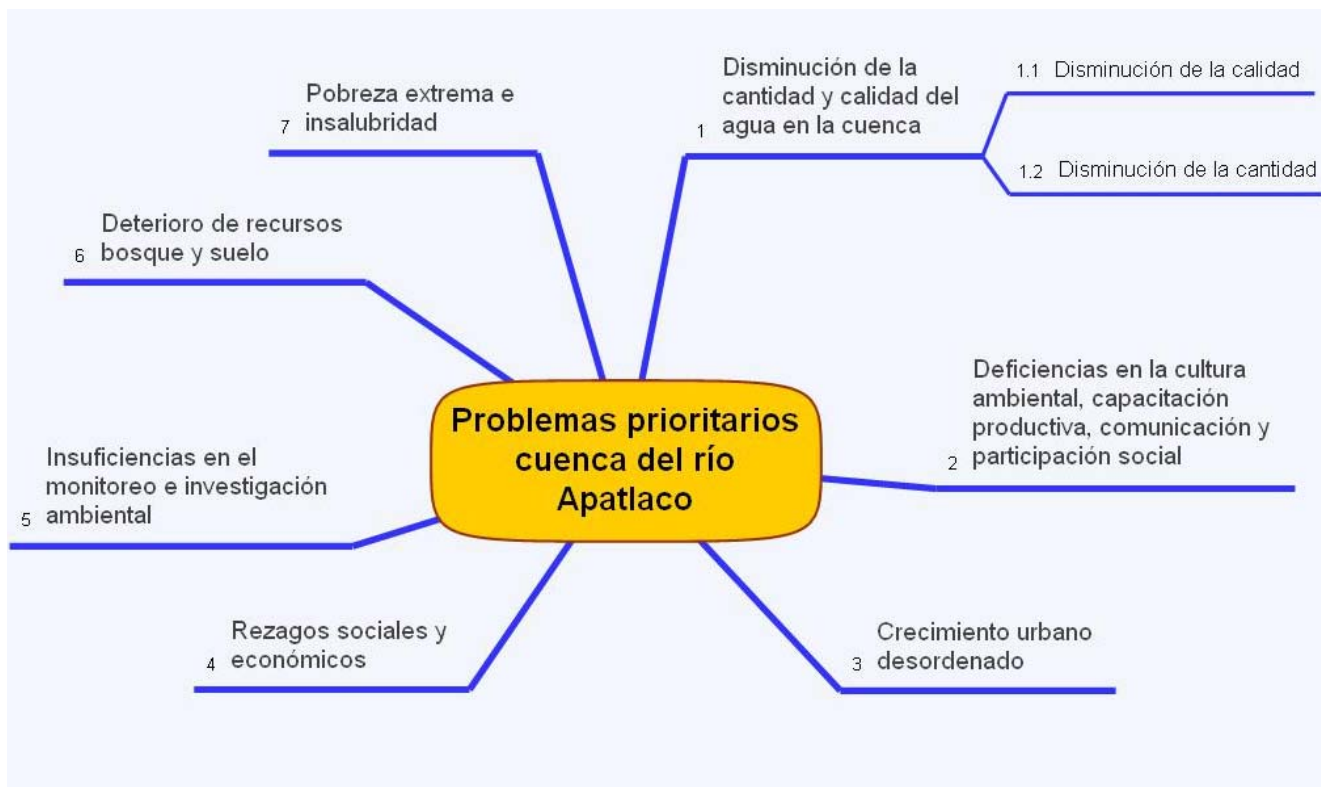 Problemas prioritarios
cuenca del río
Apatlaco
Disminución de la
cantidad y calidad del
1 agua en la cuenca
1.1 Disminución de la calidad
1.2 Disminución de la cantidad
Deficiencias en la cultura
ambiental, capacitación
productiva, comunicación y
2 participación social
Crecimiento urbano
3 desordenado
Rezagos sociales y
4 económicos
Insuficiencias en el
monitoreo e investigación
5 ambiental
Deterioro de recursos
6 bosque y suelo
Pobreza extrema e
7 insalubridad